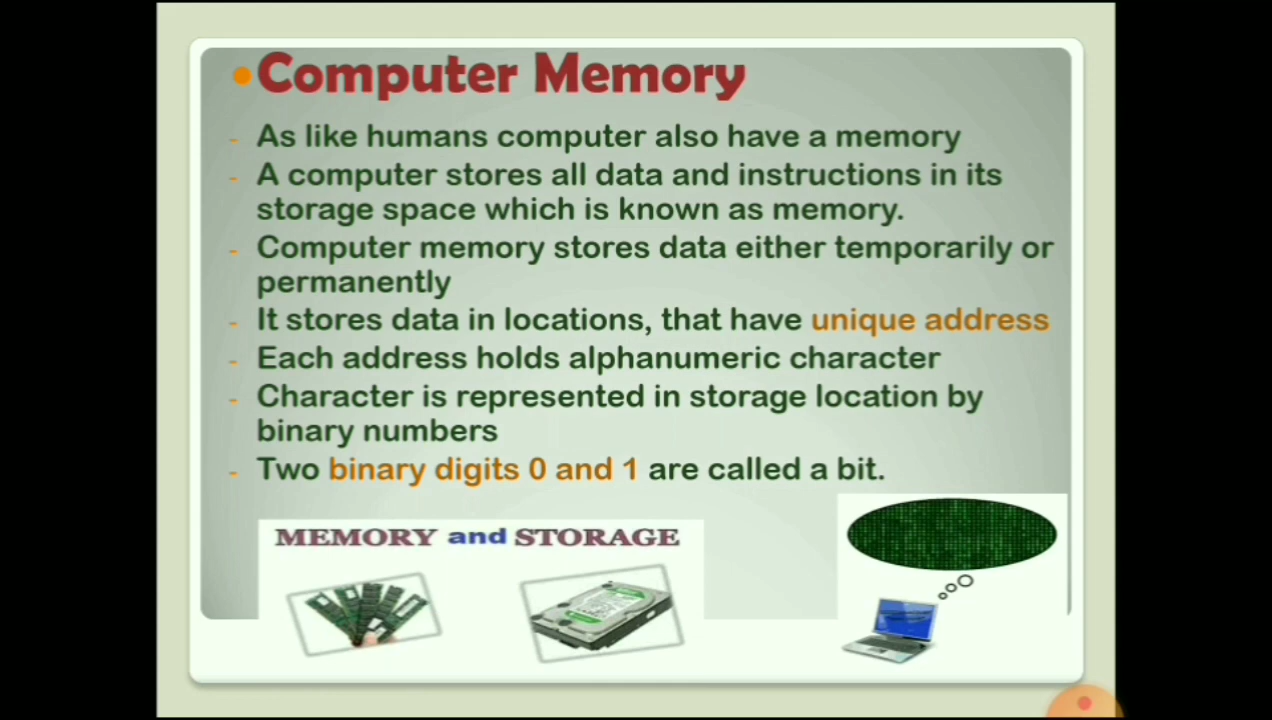 •Computer Memory
- As like humans computer also have a memory
- A computer stores all data and instructions in its
storage space which is known as memory.
- Computer memory stores data either temporarily or
permanently
- It stores data in locations, that have unique address
- Each address holds alphanumeric character
- Character is represented in storage location by
binary numbers
- Two binary digits 0 and 1 are called a bit.
MEMORY and STORAGE